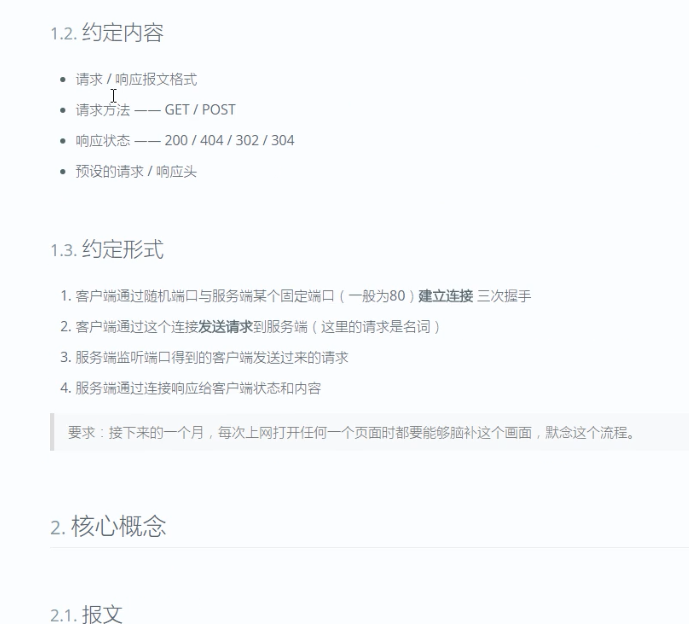 1.2. 约定内容
请求 / 响应报文格式
请求方法 —— GET / POST
响应状态 —— 200 / 404 / 302 / 304
预设的请求 / 响应头
1.3. 约定形式
1. 客户端通过随机端口与服务端某个固定端口（一般为80）建立连接 三次握手
2. 客户端通过这个连接发送请求到服务端（这里的请求是名词）
3. 服务端监听端口得到的客户端发送过来的请求
4. 服务端通过连接响应给客户端状态和内容
要求：接下来的一个月，每次上网打开任何一个页面时都要能够脑补这个画面，默念这个流程。
2. 核心概念
2.1. 报文